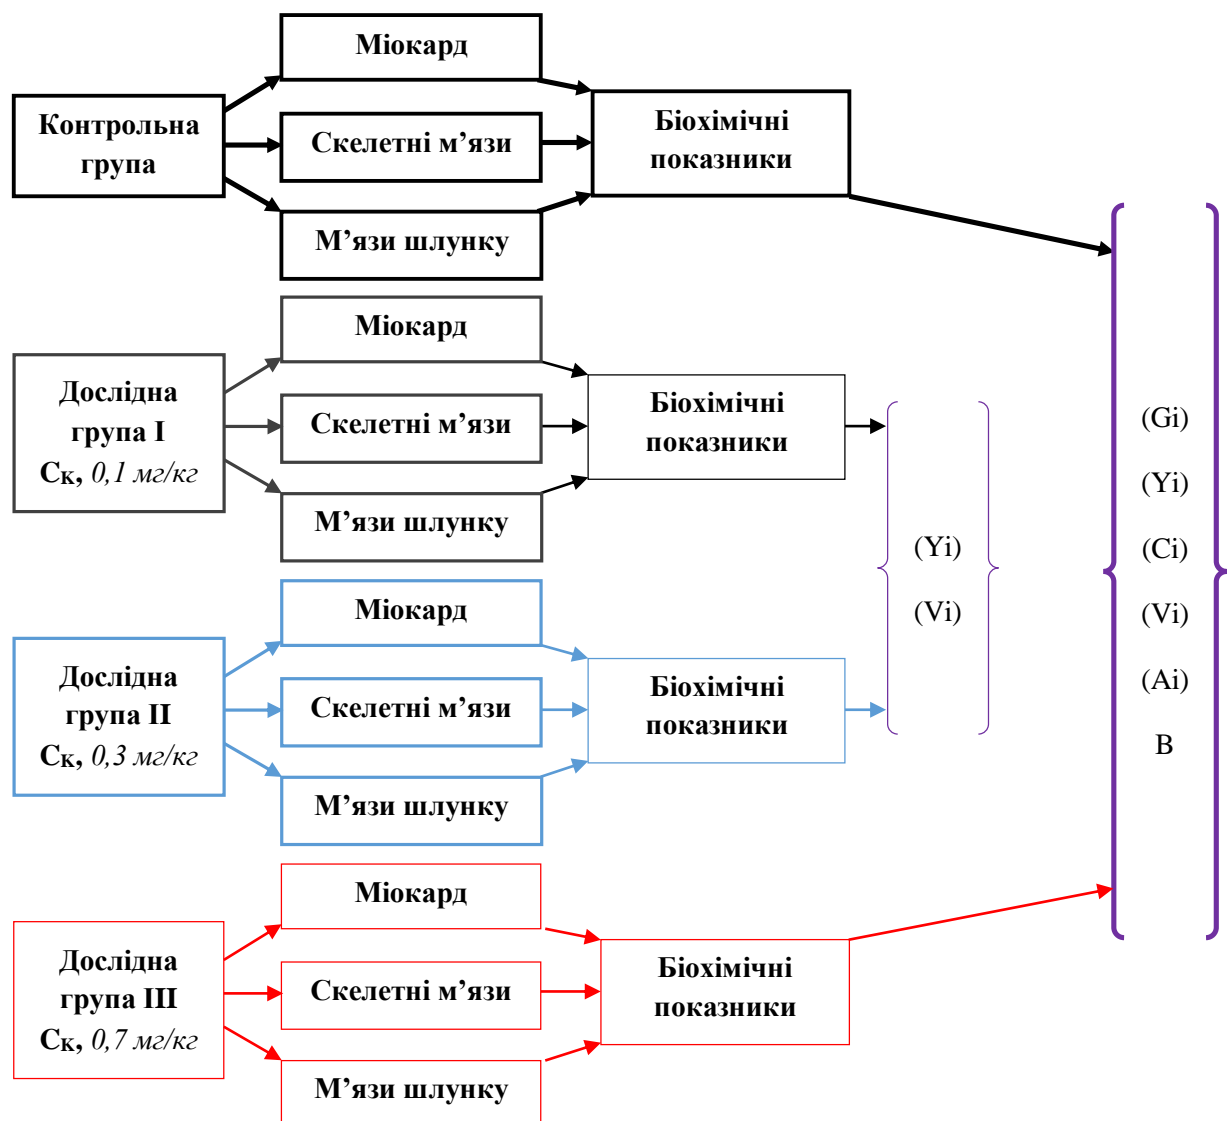 Міокард
Контрольна
група
Скелетні м’язи
М’язи шлунку
Біохімічні
показники
Міокард
Дослідна
група I
Cк, 0,1 мг/кг
Скелетні м’язи
М’язи шлунку
Біохімічні
показники
Міокард
Дослідна
група II
Cк, 0,3 мг/кг
Скелетні м’язи
М’язи шлунку
Біохімічні
показники
Міокард
Дослідна
група III
Cк, 0,7 мг/кг
Скелетні м’язи
М’язи шлунку
Біохімічні
показники
(Yi)
(Vi)
(Gi)
(Yi)
(Ci)
(Vi)
(Ai)
B